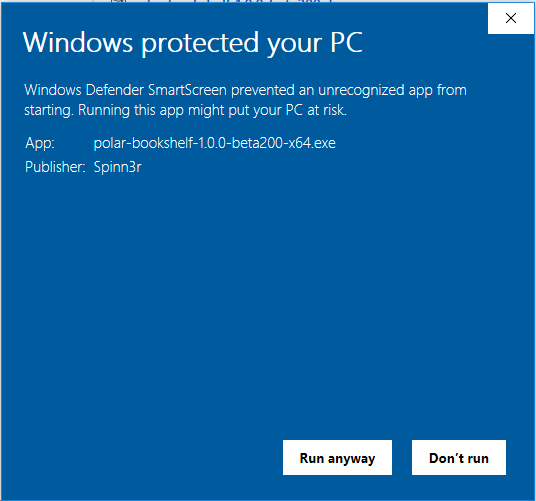 Windows protected your PC
Windows Defender SmartScreen prevented an unrecognized app from
starting. Running this app might put your PC at risk.
App: polar-bookshelf-1.0.0-beta200-x64.exe
Publisher: Spinn3r
Run anyway Don't run